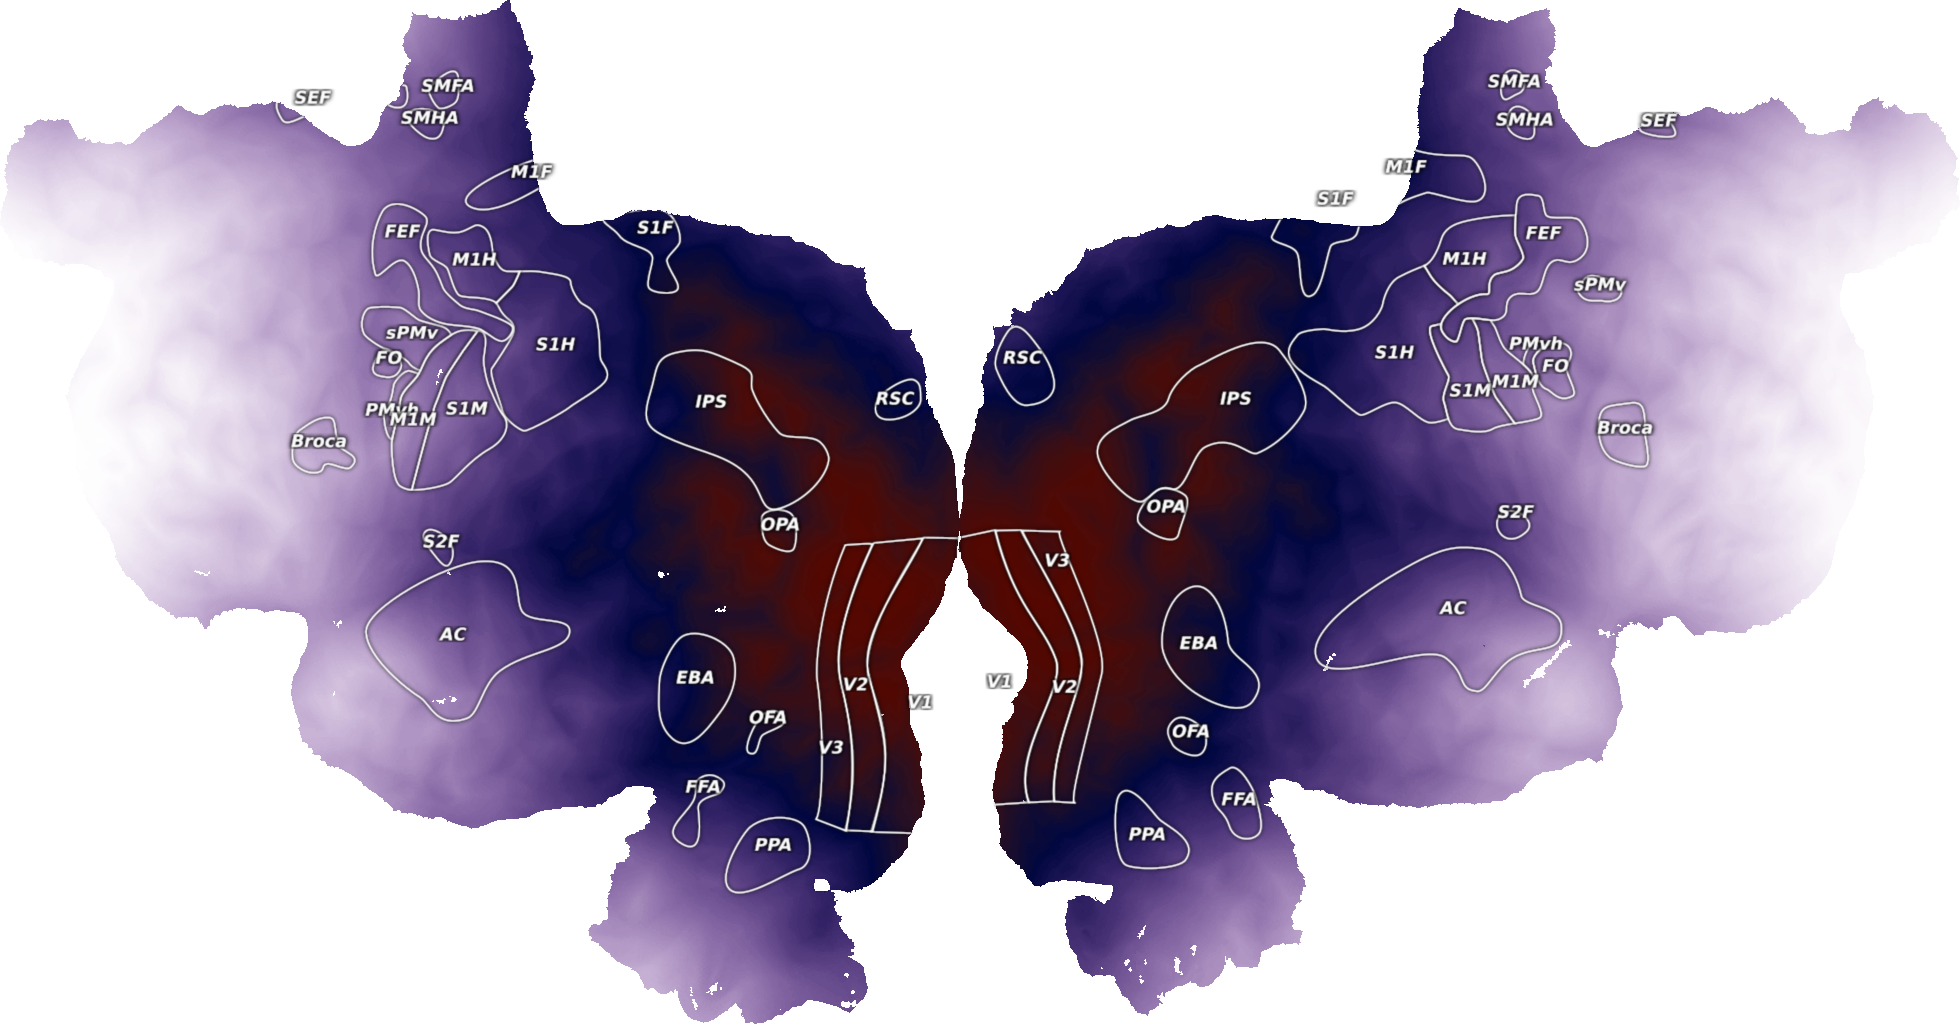 SMFA
SEF
SMHA
M1F
FEF
S1F
M1H
sPMv
S1H
FO
IPS
RSC
PMvh
M1M
S1M
Broca
OPA
S2F
AC
EBA
V2
V1
OFA
V3
FFA
PPA
SMFA
SMHA
SEF
M1F
S1F
FEF
M1H
sPMv
PMvh
RSC
S1H
FO
M1M
S1M
IPS
Broca
OPA
S2F
V3
AC
EBA
V1
V2
OFA
FFA
PPA